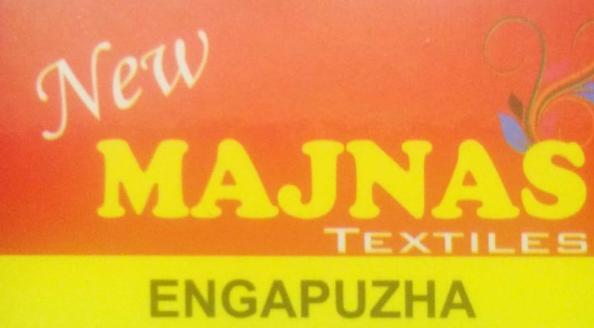 New
MAJNAS
TEXTILES
ENGAPUZHA